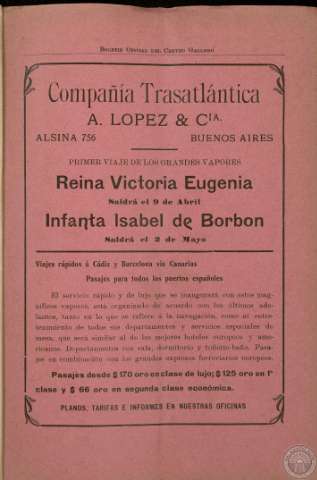 Boletin Oficial del Centro Gallego
Compañía Trasatlántica
A. LOPEZ & CIA.
ALSINA 756 BUENOS AIRES
PRIMER VIAJE DE LOS GRANDES VAPORES
Reina Victoria Eugenia
Saldrá el 9 de Abril
Infanta Isabel de Borbon
Saldrá el 2 de Mayo
Viajes rápidos á Cádiz y Barcelona vía Canarias
Pasajes para todos los puertos españoles
El servicio rápido y de lujo que se inaugurará con estos mag-
níficos vapores, está organizado de acuerdo con los últimos ade-
lantos, tanto en lo que se refiere á la navegación, como al entre-
tenimiento de todos sus departamentos y servicios especiales de
mesa, que será similar al de los mejores hoteles europeos y ame-
ricanos. Departamentos con sala, dormitorio y toilette-baño. Pasa-
jes en combinación con los grandes expresos ferroviarios europeos.
Pasajes desde $ 170 oro en clase de lujo; $ 125 oro en 1ª
clase y $ 66 oro en segunda clase económica.
PLANOS, TARIFAS E INFORMES EN NUESTRAS OFICINAS